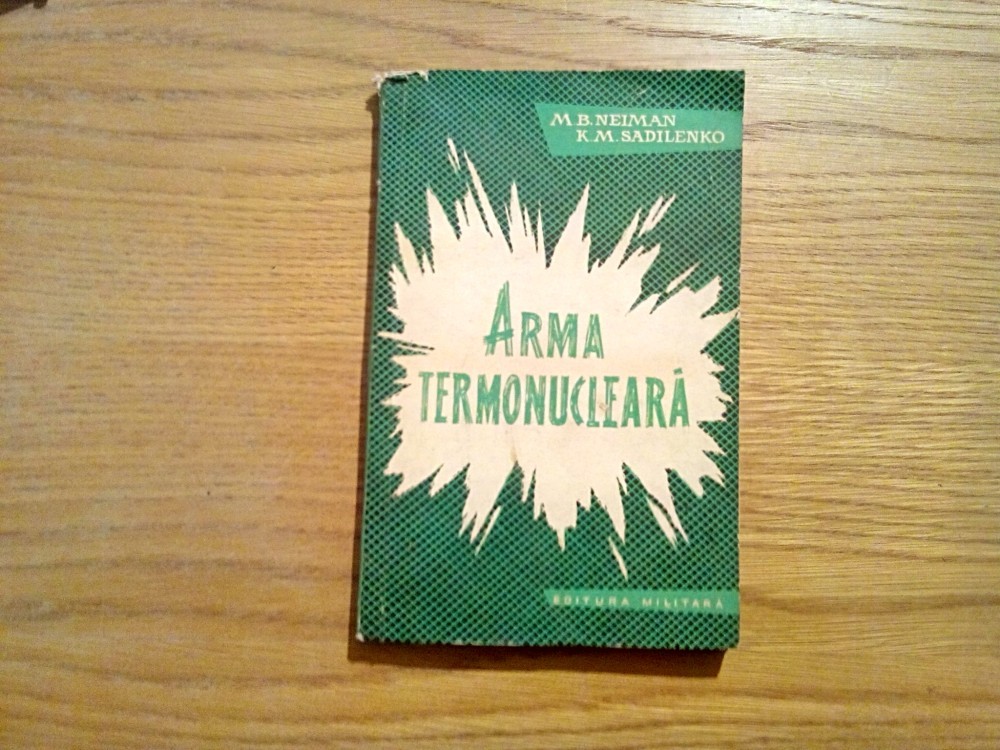 M. B. NEIMAN
K. M. SADILENKO
ARMA
TERMONUCLEARĂ
EDITURA MILITARĂ